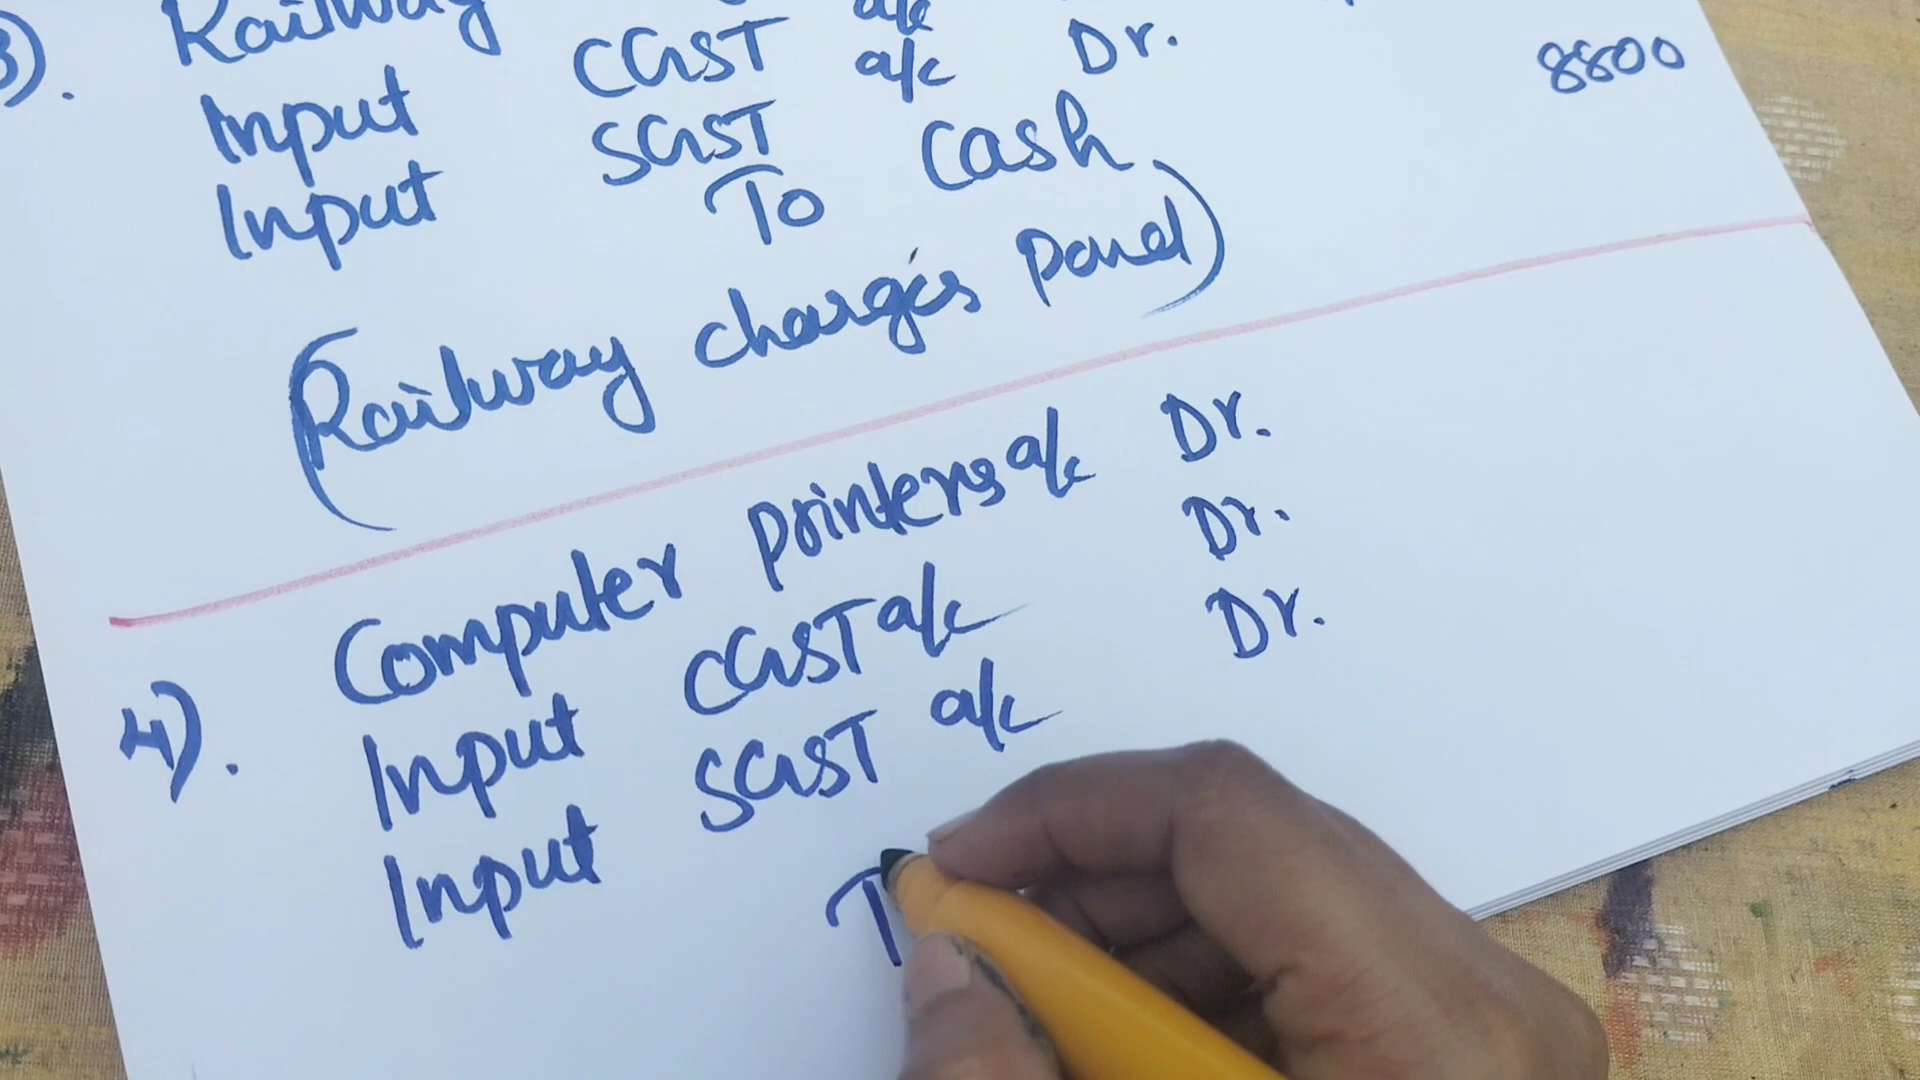 3). Railway a/c
Input CGST a/c Dr.
Input SGST
To Cash 8800
(Railway charges paid)
4). Computer printers a/c Dr.
Input CGST a/c Dr.
Input SGST a/c Dr.
T